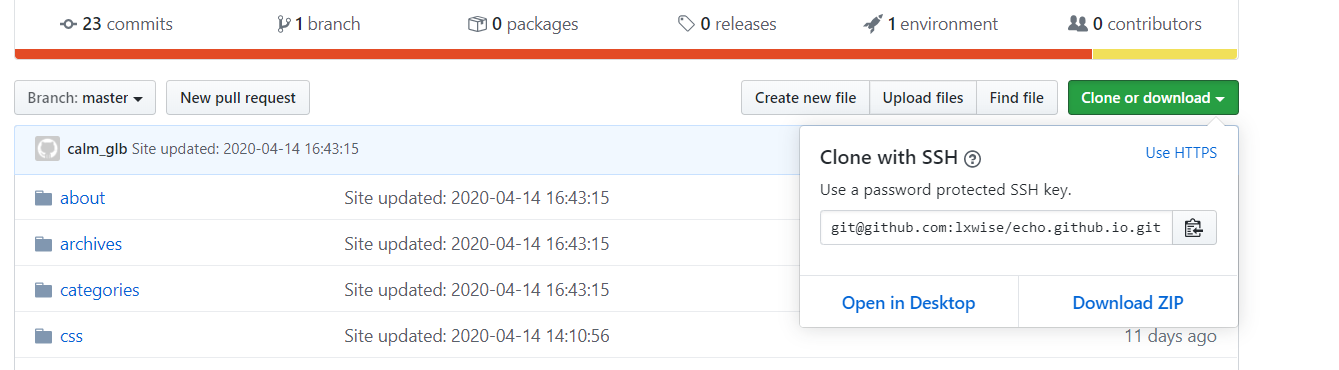 23 commits 1 branch 0 packages 0 releases 1 environment 0 contributors
Branch: master New pull request Create new file Upload files Find file Clone or download
calm_glb Site updated: 2020-04-14 16:43:15
about Site updated: 2020-04-14 16:43:15
archives Site updated: 2020-04-14 16:43:15
categories Site updated: 2020-04-14 16:43:15
css Site updated: 2020-04-14 14:10:56 11 days ago
Clone with SSH ? Use HTTPS
Use a password protected SSH key.
git@github.com:lxwise/echo.github.io.git
Open in Desktop Download ZIP